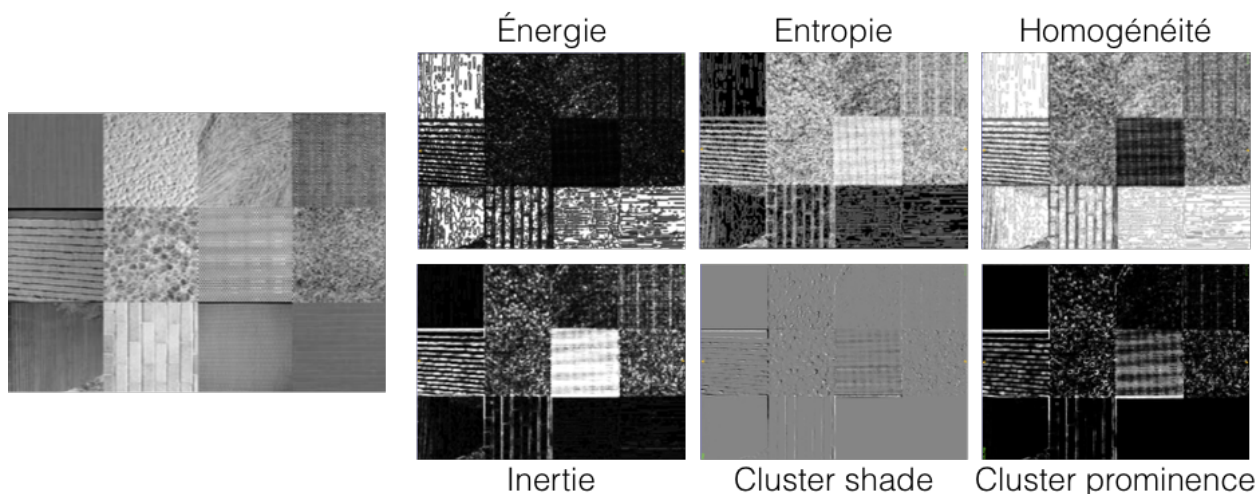 Énergie
Entropie
Homogénéité
Inertie
Cluster shade
Cluster prominence